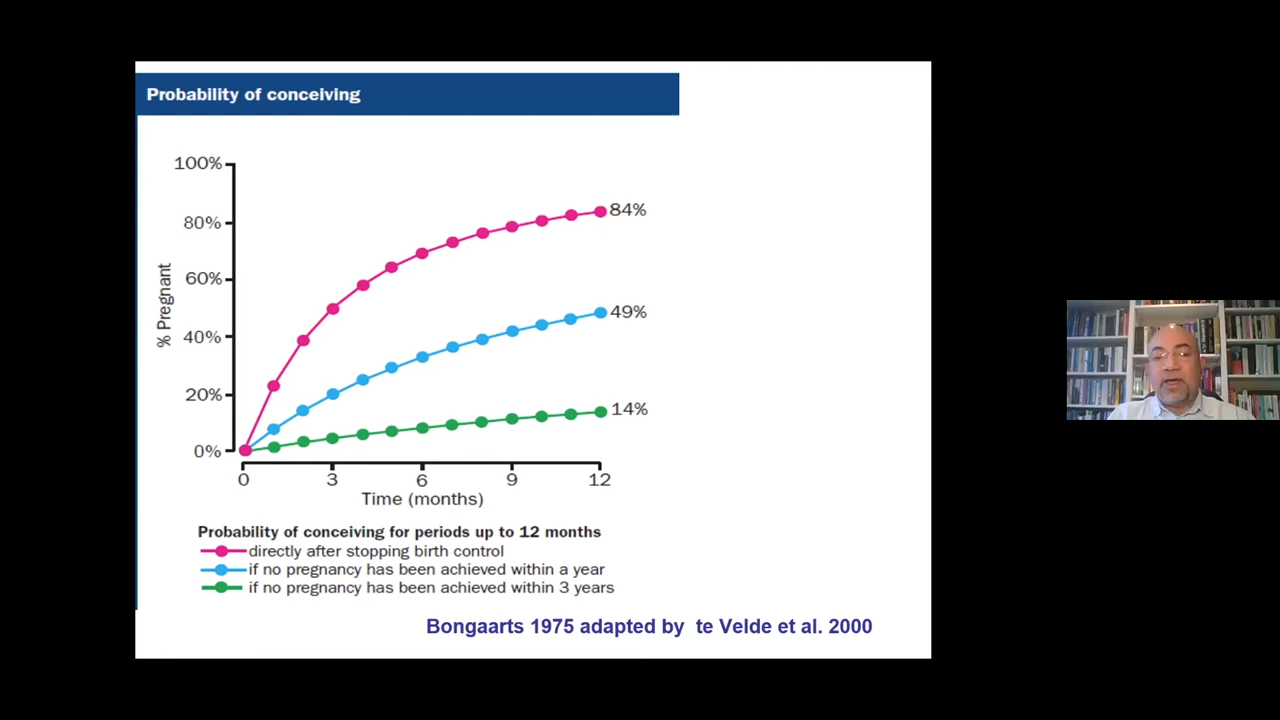 Probability of conceiving
100%
80%
60%
40%
20%
0%
% Pregnant
84%
49%
14%
0 3 6 9 12
Time (months)
Probability of conceiving for periods up to 12 months
directly after stopping birth control
if no pregnancy has been achieved within a year
if no pregnancy has been achieved within 3 years
Bongaarts 1975 adapted by te Velde et al. 2000